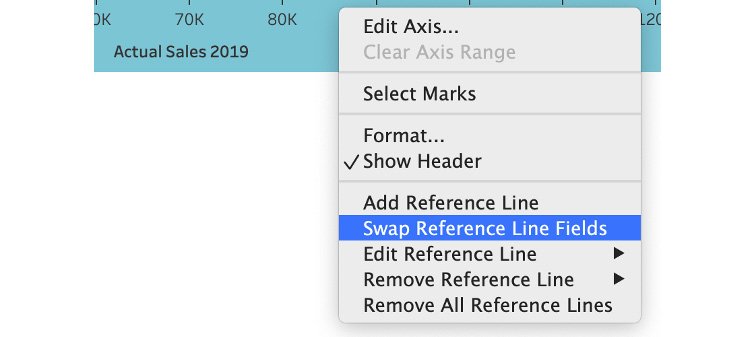 0K 70K 80K 120
Actual Sales 2019
Edit Axis...
Clear Axis Range
Select Marks
Format...
✓ Show Header
Add Reference Line
Swap Reference Line Fields
Edit Reference Line ▶
Remove Reference Line ▶
Remove All Reference Lines